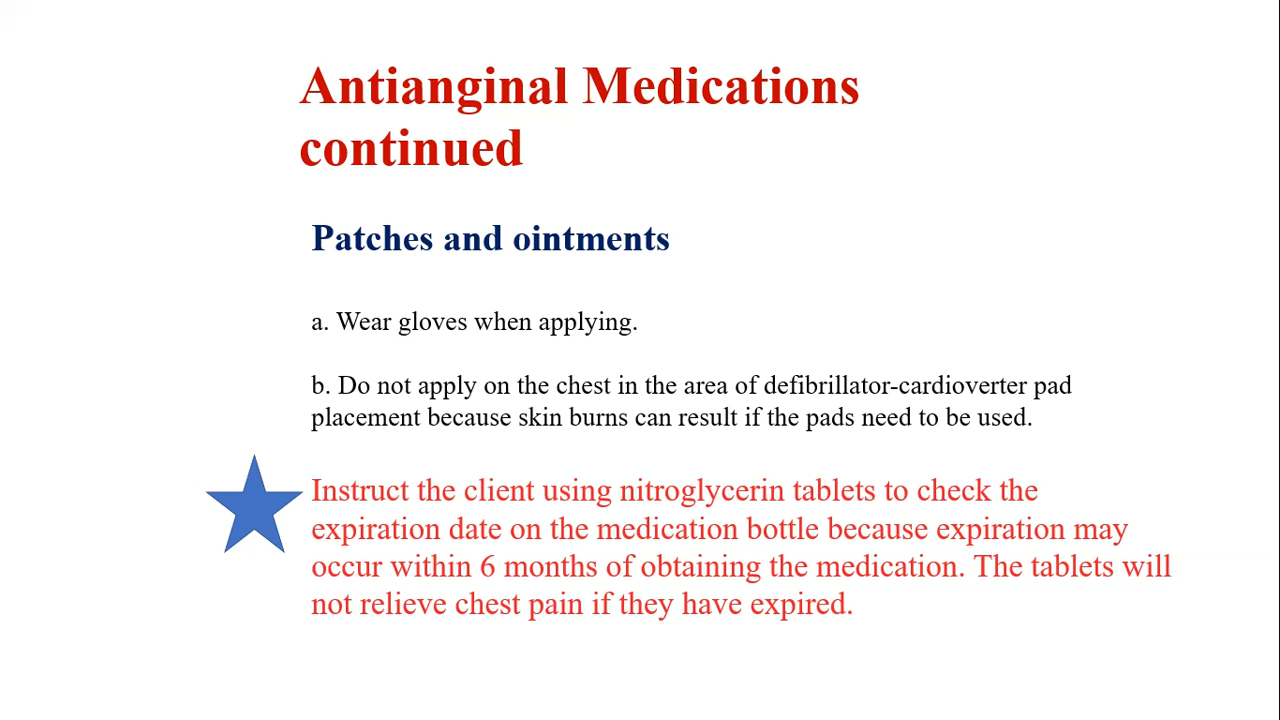 Antianginal Medications
continued
Patches and ointments
a. Wear gloves when applying.
b. Do not apply on the chest in the area of defibrillator-cardioverter pad
placement because skin burns can result if the pads need to be used.
Instruct the client using nitroglycerin tablets to check the
expiration date on the medication bottle because expiration may
occur within 6 months of obtaining the medication. The tablets will
not relieve chest pain if they have expired.